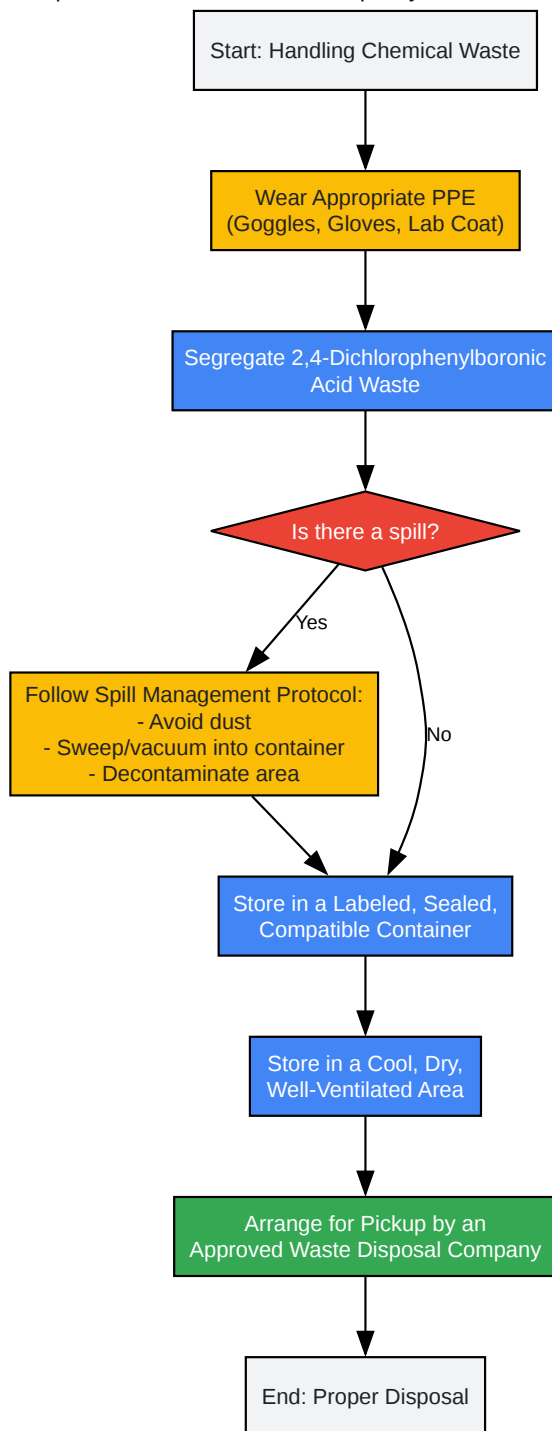 Start: Handling Chemical Waste
Wear Appropriate PPE
(Goggles, Gloves, Lab Coat)
Segregate 2,4-Dichlorophenylboronic
Acid Waste
Is there a spill?
Yes
Follow Spill Management Protocol:
- Avoid dust
- Sweep/vacuum into container
- Decontaminate area
No
Store in a Labeled, Sealed,
Compatible Container
Store in a Cool, Dry,
Well-Ventilated Area
Arrange for Pickup by an
Approved Waste Disposal Company
End: Proper Disposal